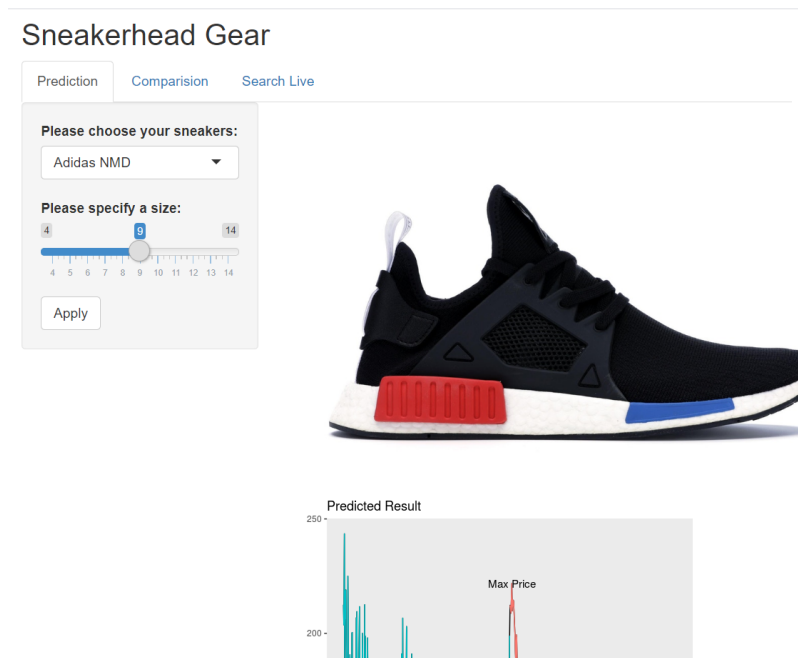 Sneakerhead Gear
Prediction Comparision Search Live
Please choose your sneakers:
Adidas NMD
Please specify a size:
4 9 14
4 5 6 7 8 9 10 11 12 13 14
Apply
Predicted Result
250
Max Price
200